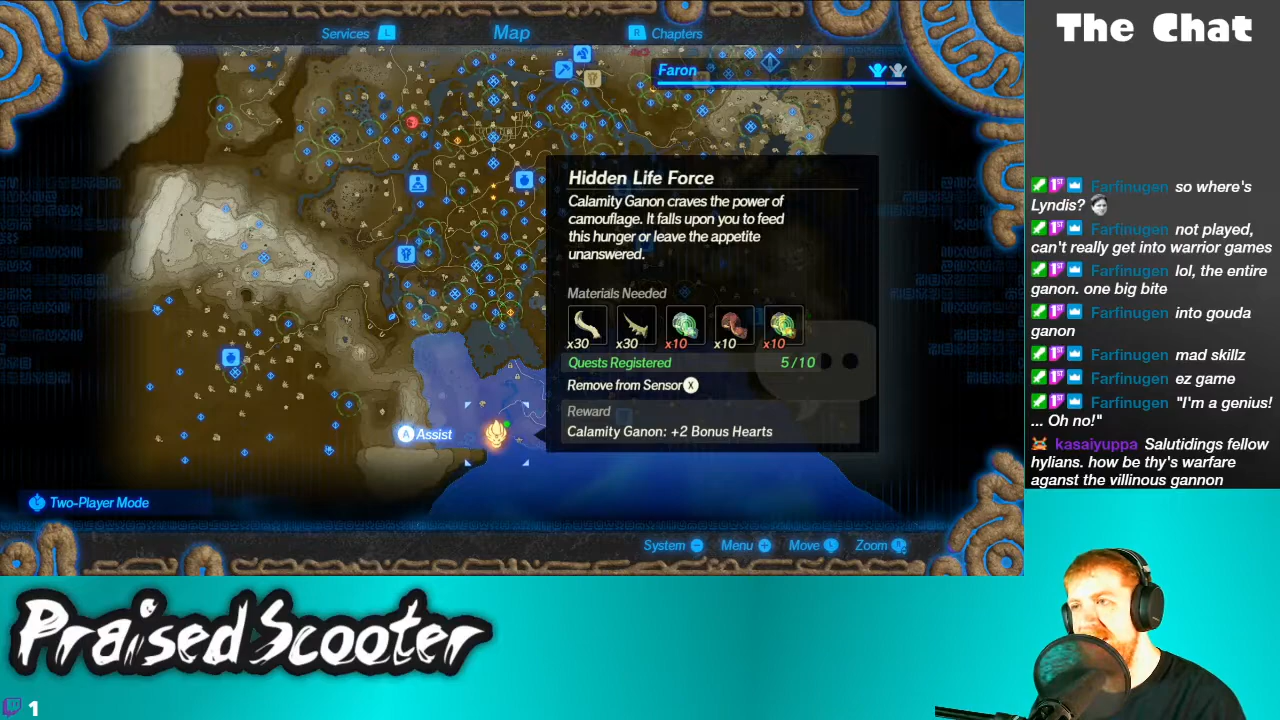 Services L
Map
R Chapters
The Chat
Faron
Hidden Life Force
Calamity Ganon craves the power of
camouflage. It falls upon you to feed
this hunger or leave the appetite
unanswered.
Materials Needed
x30 x30 x10 x10 x10
Quests Registered 5/10
Remove from Sensor X
Reward
Calamity Ganon: +2 Bonus Hearts
A Assist
Two-Player Mode
System Menu Move L Zoom
Farfinugen so where's
Lyndis?
Farfinugen not played,
can't really get into warrior games
Farfinugen lol, the entire
ganon. one big bite
Farfinugen into gouda
ganon
Farfinugen mad skillz
Farfinugen ez game
Farfinugen "I'm a genius!
... Oh no!"
kasaiyuppa Salutidings fellow
hylians. how be thy's warfare
aganst the villinous gannon
PraisedScooter
1